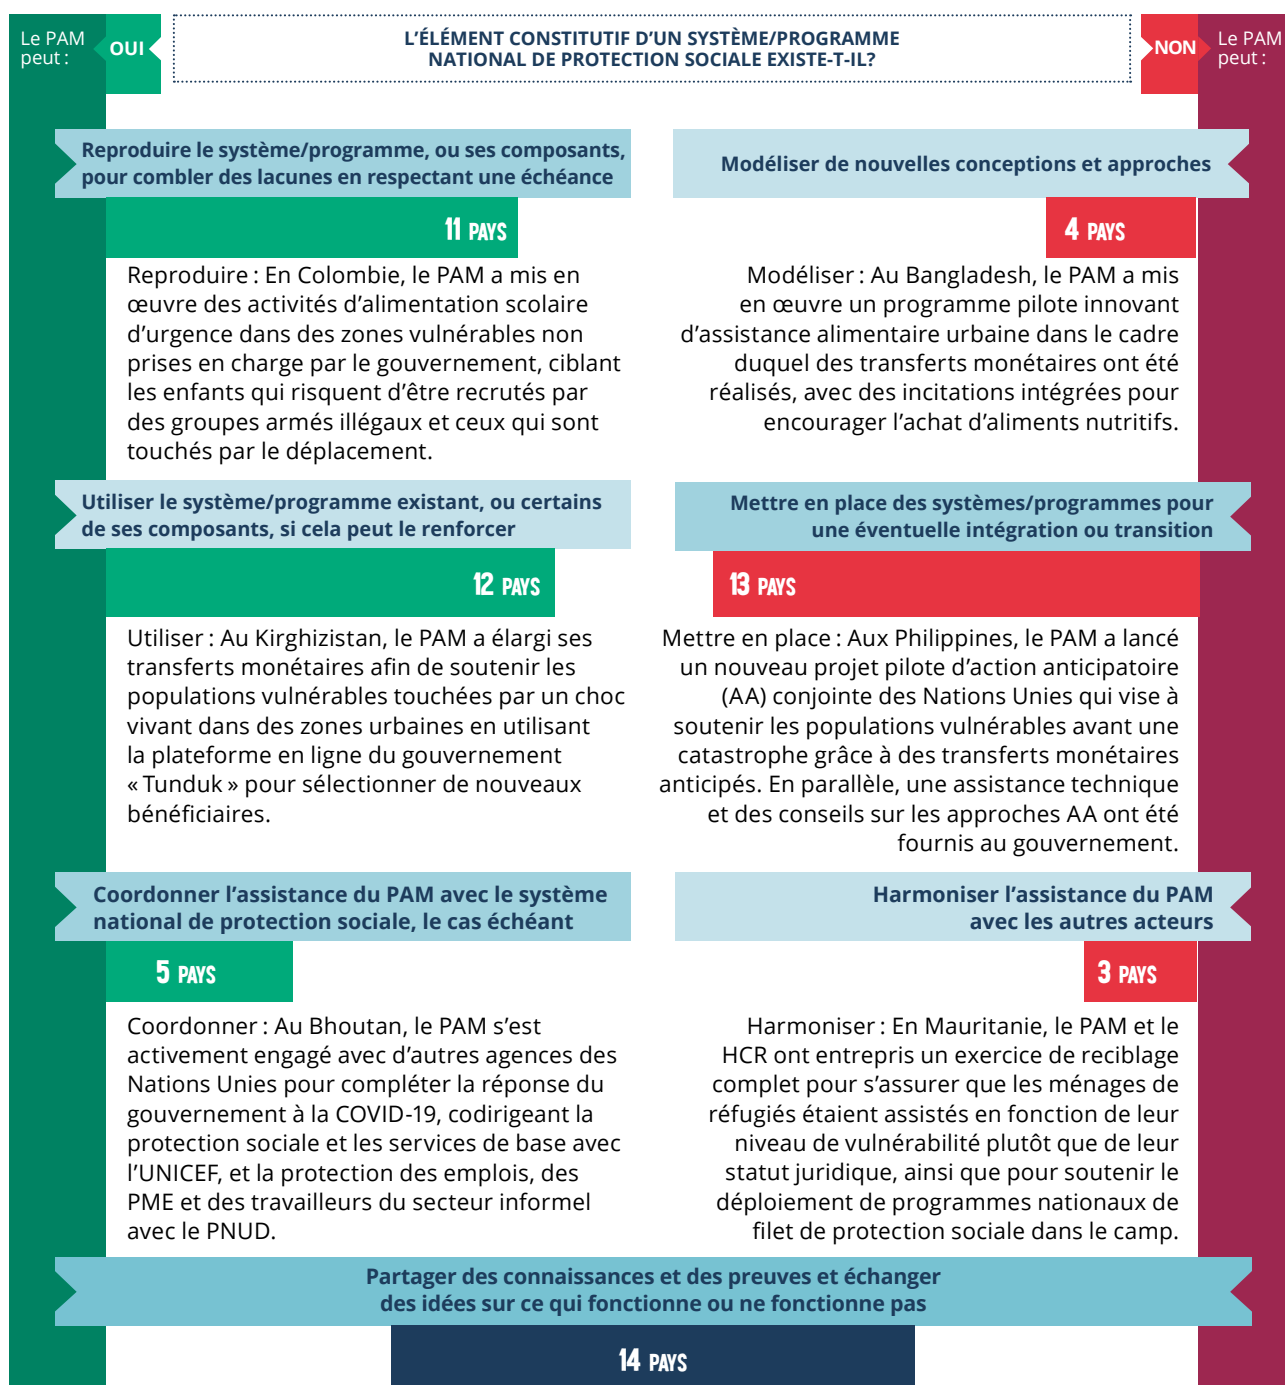 Le PAM
peut :
OUI
L’ÉLÉMENT CONSTITUTIF D’UN SYSTÈME/PROGRAMME
NATIONAL DE PROTECTION SOCIALE EXISTE-T-IL?
NON
Le PAM
peut :
Reproduire le système/programme, ou ses composants,
pour combler des lacunes en respectant une échéance
11 PAYS
Reproduire : En Colombie, le PAM a mis en
œuvre des activités d’alimentation scolaire
d’urgence dans des zones vulnérables non
prises en charge par le gouvernement, ciblant
les enfants qui risquent d’être recrutés par
des groupes armés illégaux et ceux qui sont
touchés par le déplacement.
Modéliser de nouvelles conceptions et approches
4 PAYS
Modéliser : Au Bangladesh, le PAM a mis
en œuvre un programme pilote innovant
d’assistance alimentaire urbaine dans le cadre
duquel des transferts monétaires ont été
réalisés, avec des incitations intégrées pour
encourager l’achat d’aliments nutritifs.
Utiliser le système/programme existant, ou certains
de ses composants, si cela peut le renforcer
12 PAYS
Utiliser : Au Kirghizistan, le PAM a élargi ses
transferts monétaires afin de soutenir les
populations vulnérables touchées par un choc
vivant dans des zones urbaines en utilisant
la plateforme en ligne du gouvernement
« Tunduk » pour sélectionner de nouveaux
bénéficiaires.
Mettre en place des systèmes/programmes pour
une éventuelle intégration ou transition
13 PAYS
Mettre en place : Aux Philippines, le PAM a lancé
un nouveau projet pilote d’action anticipatoire
(AA) conjointe des Nations Unies qui vise à
soutenir les populations vulnérables avant une
catastrophe grâce à des transferts monétaires
anticipés. En parallèle, une assistance technique
et des conseils sur les approches AA ont été
fournis au gouvernement.
Coordonner l’assistance du PAM avec le système
national de protection sociale, le cas échéant
5 PAYS
Coordonner : Au Bhoutan, le PAM s’est
activement engagé avec d’autres agences des
Nations Unies pour compléter la réponse du
gouvernement à la COVID-19, codirigeant la
protection sociale et les services de base avec
l’UNICEF, et la protection des emplois, des
PME et des travailleurs du secteur informel
avec le PNUD.
Harmoniser l’assistance du PAM
avec les autres acteurs
3 PAYS
Harmoniser : En Mauritanie, le PAM et le
HCR ont entrepris un exercice de reciblage
complet pour s’assurer que les ménages de
réfugiés étaient assistés en fonction de leur
niveau de vulnérabilité plutôt que de leur
statut juridique, ainsi que pour soutenir le
déploiement de programmes nationaux de
filet de protection sociale dans le camp.
Partager des connaissances et des preuves et échanger
des idées sur ce qui fonctionne ou ne fonctionne pas
14 PAYS